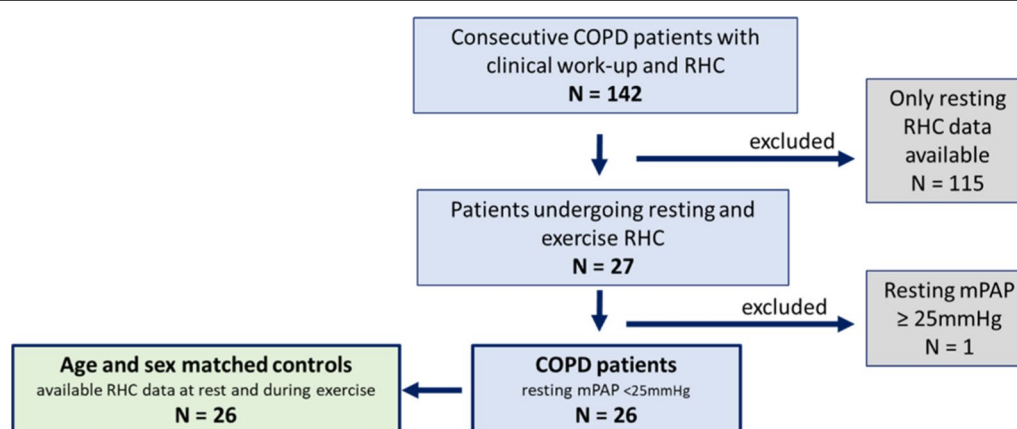 Consecutive COPD patients with
clinical work-up and RHC
N = 142
excluded
Only resting
RHC data
available
N = 115
Patients undergoing resting and
exercise RHC
N = 27
excluded
Resting mPAP
≥ 25mmHg
N = 1
Age and sex matched controls
available RHC data at rest and during exercise
N = 26
COPD patients
resting mPAP <25mmHg
N = 26